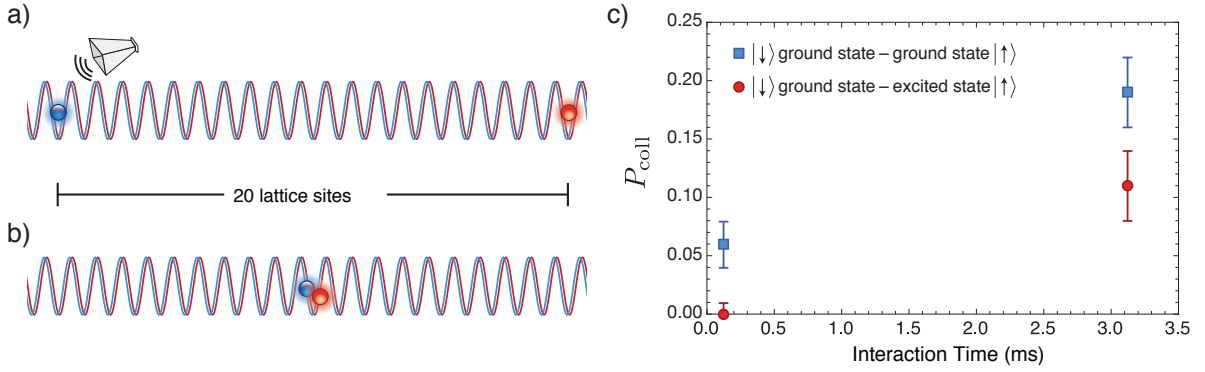 a)
20 lattice sites
b)
c)
|↓⟩ ground state – ground state |↑⟩
|↓⟩ ground state – excited state |↑⟩
P_coll
0.25
0.20
0.15
0.10
0.05
0.00
0.0 0.5 1.0 1.5 2.0 2.5 3.0 3.5
Interaction Time (ms)